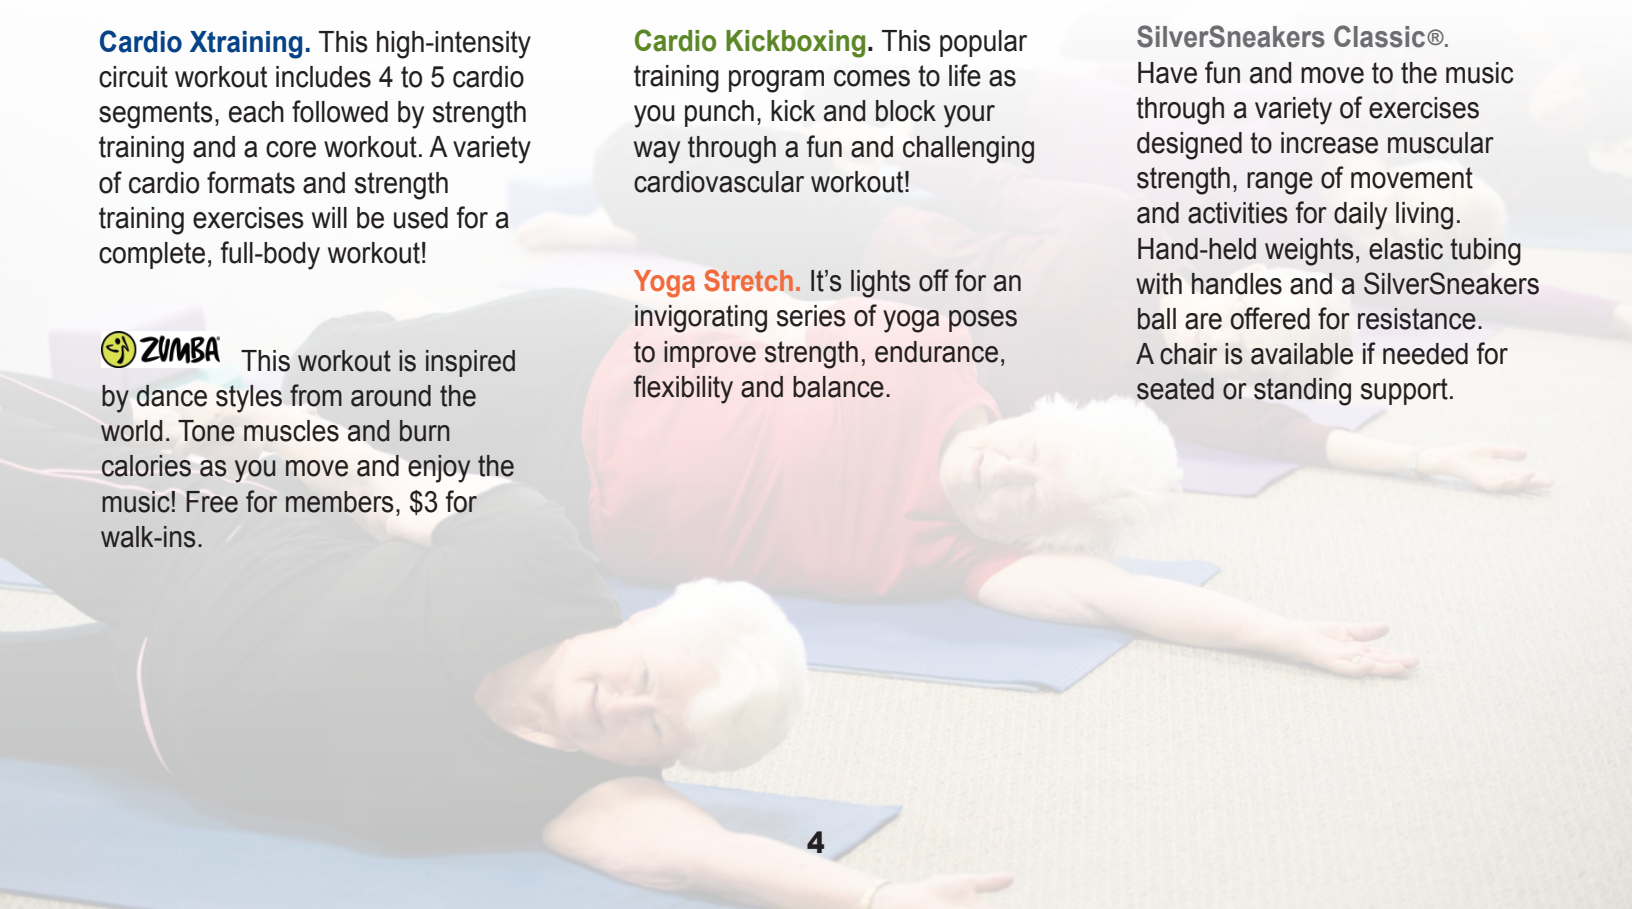 Cardio Xtraining. This high-intensity
circuit workout includes 4 to 5 cardio
segments, each followed by strength
training and a core workout. A variety
of cardio formats and strength
training exercises will be used for a
complete, full-body workout!
ZUMBA This workout is inspired
by dance styles from around the
world. Tone muscles and burn
calories as you move and enjoy the
music! Free for members, $3 for
walk-ins.
Cardio Kickboxing. This popular
training program comes to life as
you punch, kick and block your
way through a fun and challenging
cardiovascular workout!
Yoga Stretch. It’s lights off for an
invigorating series of yoga poses
to improve strength, endurance,
flexibility and balance.
SilverSneakers Classic®.
Have fun and move to the music
through a variety of exercises
designed to increase muscular
strength, range of movement
and activities for daily living.
Hand-held weights, elastic tubing
with handles and a SilverSneakers
ball are offered for resistance.
A chair is available if needed for
seated or standing support.
4